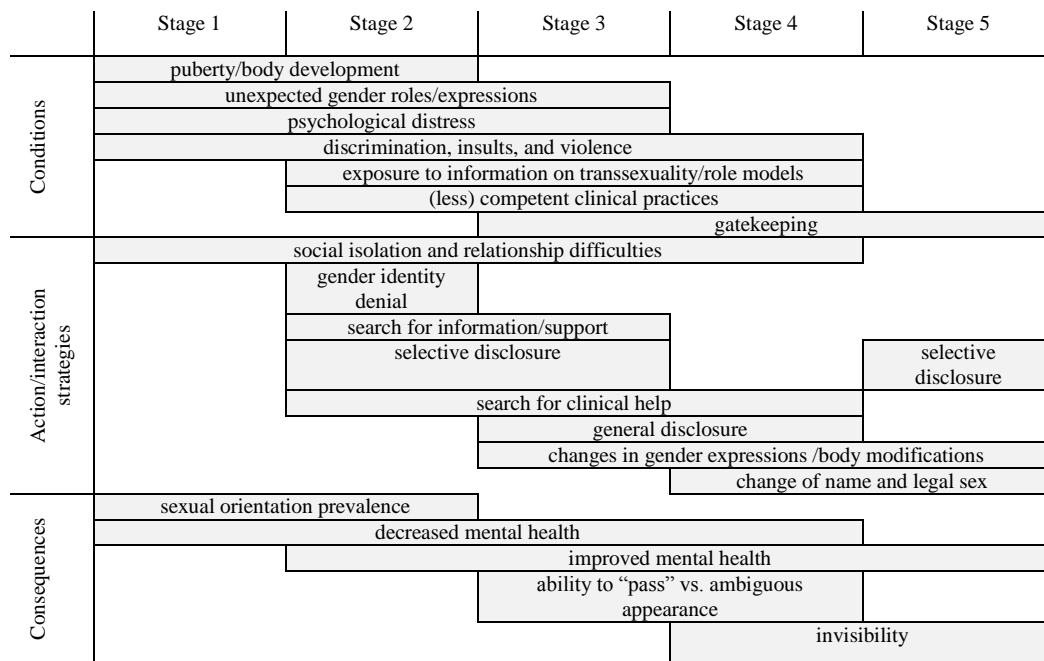 Stage 1 Stage 2 Stage 3 Stage 4 Stage 5
Conditions
puberty/body development
unexpected gender roles/expressions
psychological distress
discrimination, insults, and violence
exposure to information on transsexuality/role models
(less) competent clinical practices
gatekeeping
Action/interaction
strategies
social isolation and relationship difficulties
gender identity
denial
search for information/support
selective disclosure
selective
disclosure
search for clinical help
general disclosure
changes in gender expressions /body modifications
change of name and legal sex
Consequences
sexual orientation prevalence
decreased mental health
improved mental health
ability to “pass” vs. ambiguous
appearance
invisibility